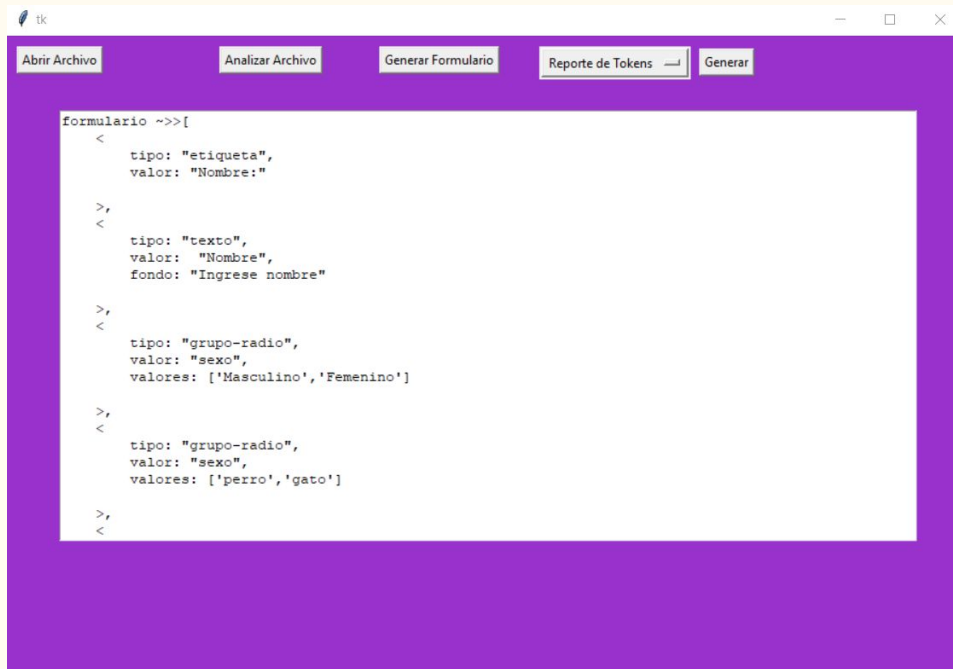 tk
Abrir Archivo Analizar Archivo Generar Formulario Reporte de Tokens Generar
formulario ~>>[
<
tipo: "etiqueta",
valor: "Nombre:"
>,
<
tipo: "texto",
valor:  "Nombre",
fondo: "Ingrese nombre"
>,
<
tipo: "grupo-radio",
valor: "sexo",
valores: ['Masculino','Femenino']
>,
<
tipo: "grupo-radio",
valor: "sexo",
valores: ['perro','gato']
>,
<